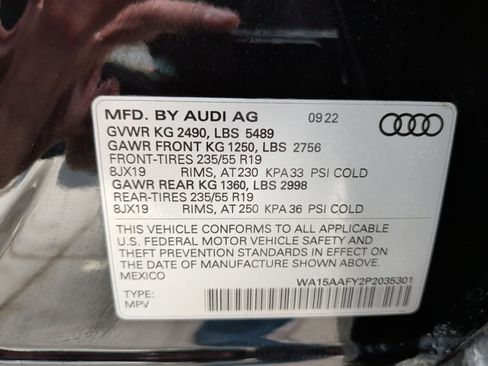 MFD. BY AUDI AG 09 22
GVWR KG 2490, LBS 5489
GAWR FRONT KG 1250, LBS 2756
FRONT-TIRES 235/55 R19
8JX19 RIMS, AT 230 KPA 33 PSI COLD
GAWR REAR KG 1360, LBS 2998
REAR-TIRES 235/55 R19
8JX19 RIMS, AT 250 KPA 36 PSI COLD
THIS VEHICLE CONFORMS TO ALL APPLICABLE
U.S. FEDERAL MOTOR VEHICLE SAFETY AND
THEFT PREVENTION STANDARDS IN EFFECT ON
THE DATE OF MANUFACTURE SHOWN ABOVE.
MEXICO
WA15AAFY2P2035301
TYPE:
MPV